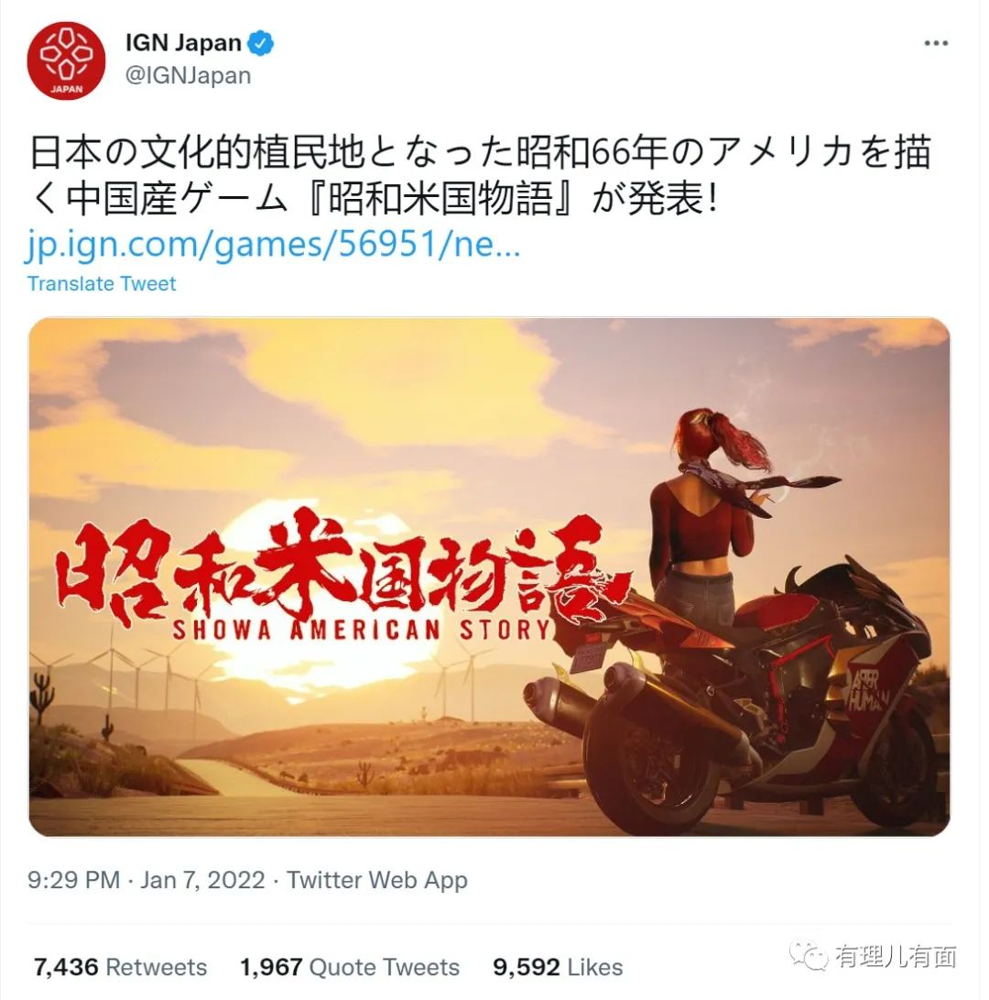 IGN Japan
@IGNJapan
JAPAN
日本の文化的植民地となった昭和66年のアメリカを描
く中国産ゲーム『昭和米国物語』が発表！
jp.ign.com/games/56951/ne...
Translate Tweet
昭和米国物語
SHOWA AMERICAN STORY
AFTER
HUMAN
9:29 PM · Jan 7, 2022 · Twitter Web App
7,436 Retweets 1,967 Quote Tweets 9,592 Likes
有理儿有面